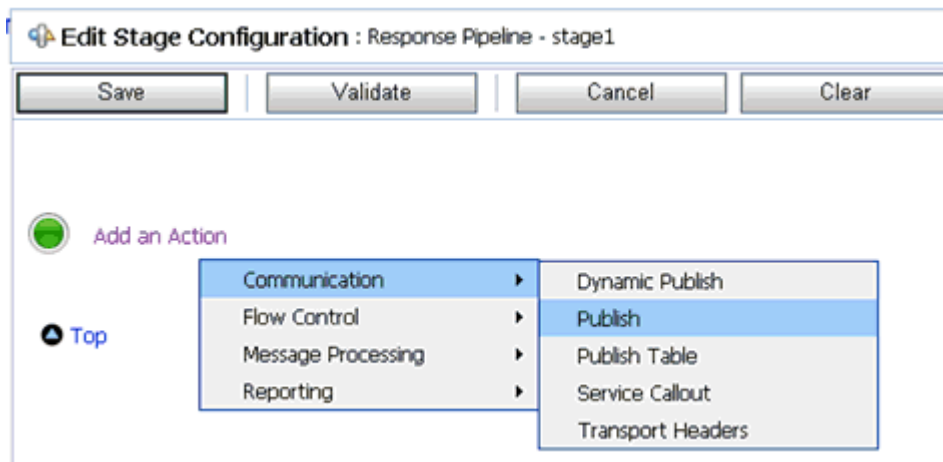 Edit Stage Configuration : Response Pipeline - stage1
Save Validate Cancel Clear
Add an Action
Communication
Flow Control
Message Processing
Reporting
Dynamic Publish
Publish
Publish Table
Service Callout
Transport Headers
Top